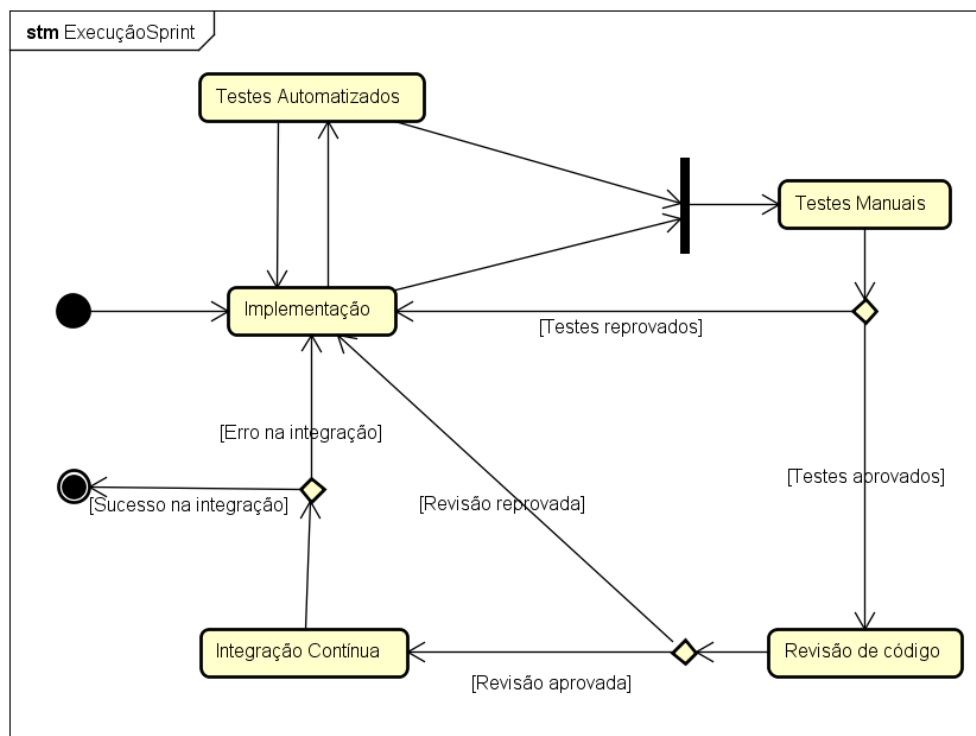 stm ExecuçãoSprint
Testes Automatizados
Testes Manuais
Implementação
[Testes reprovados]
[Erro na integração]
[Testes aprovados]
[Sucesso na integração]
[Revisão reprovada]
Integração Contínua
Revisão de código
[Revisão aprovada]